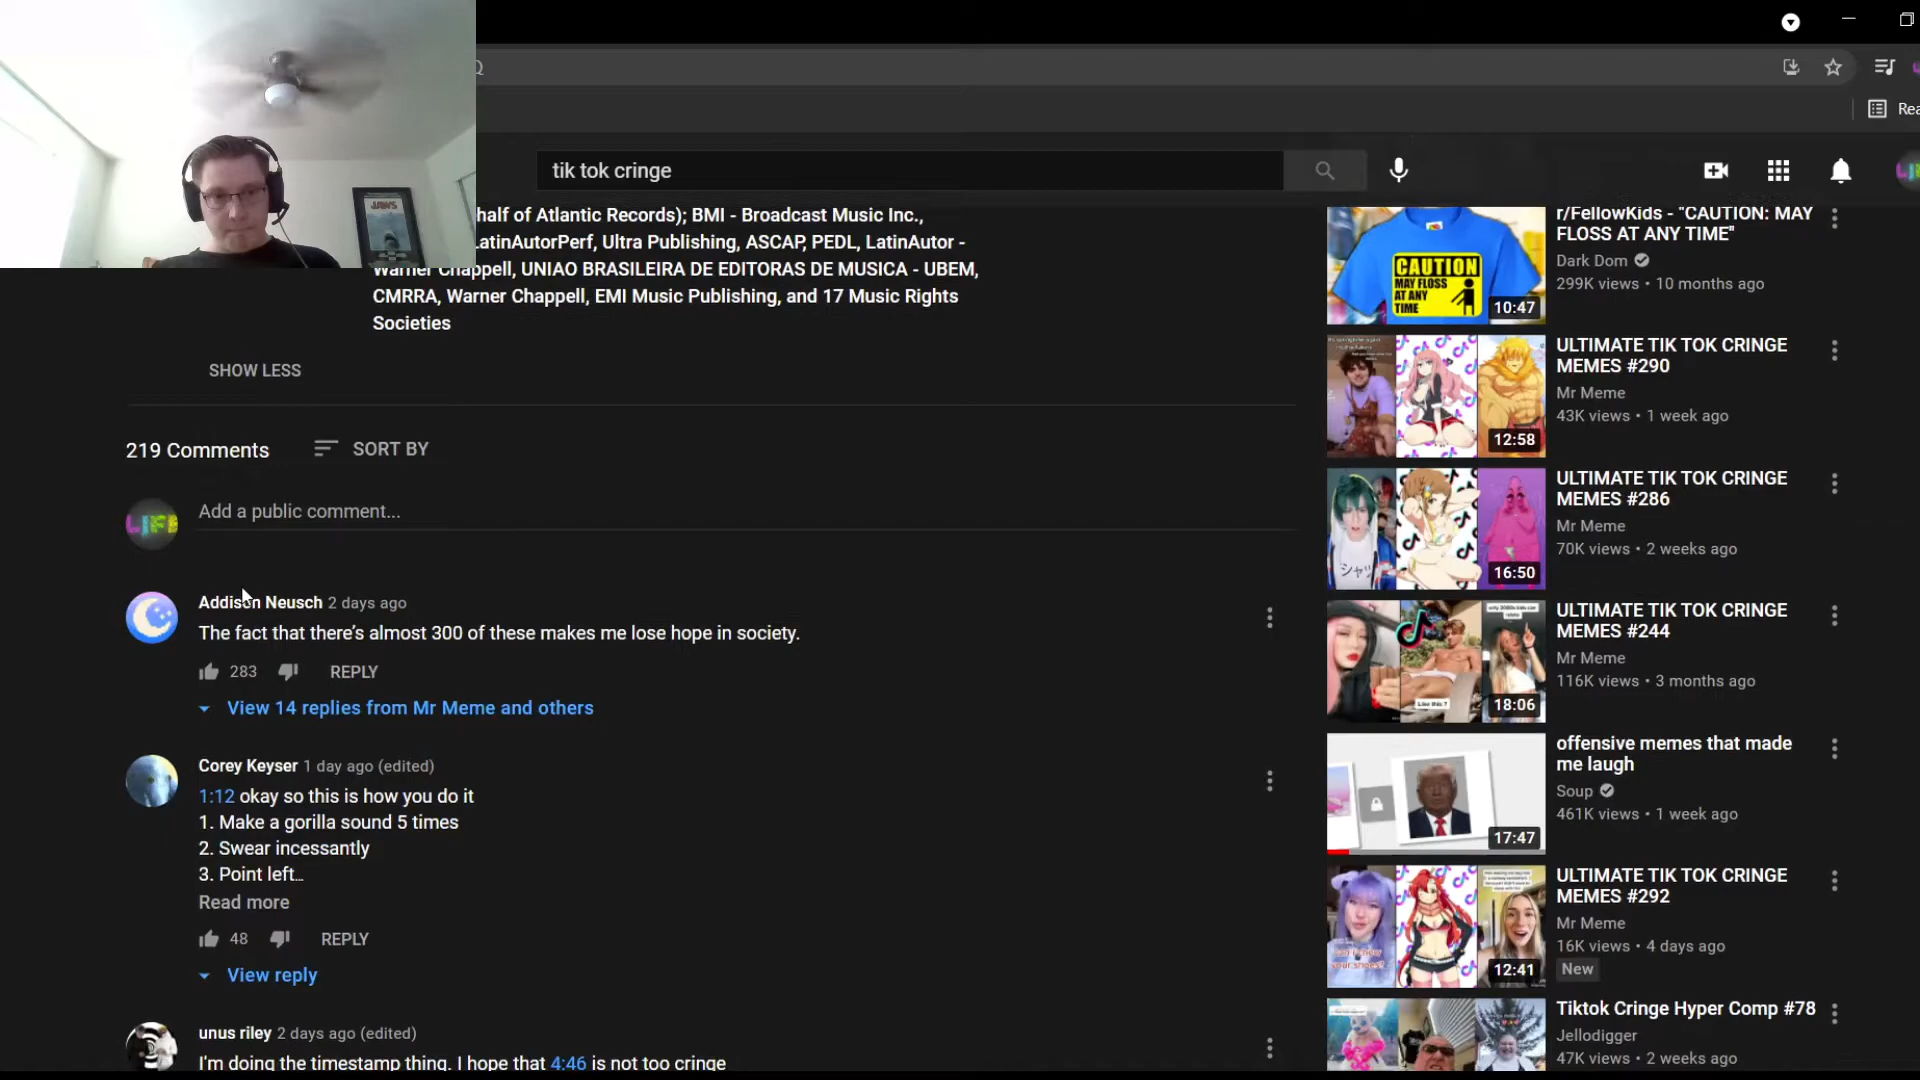 JAWS
tik tok cringe
Rea
half of Atlantic Records); BMI - Broadcast Music Inc.,
LatinAutorPerf, Ultra Publishing, ASCAP, PEDL, LatinAutor -
Warner Chappell, UNIAO BRASILEIRA DE EDITORAS DE MUSICA - UBEM,
CMRRA, Warner Chappell, EMI Music Publishing, and 17 Music Rights
Societies
SHOW LESS
219 Comments
SORT BY
LIFE
Add a public comment...
Addison Neusch 2 days ago
The fact that there's almost 300 of these makes me lose hope in society.
283
REPLY
View 14 replies from Mr Meme and others
Corey Keyser 1 day ago (edited)
1:12 okay so this is how you do it
1. Make a gorilla sound 5 times
2. Swear incessantly
3. Point left...
Read more
48
REPLY
View reply
unus riley 2 days ago (edited)
I'm doing the timestamp thing. I hope that 4:46 is not too cringe
CAUTION
MAY FLOSS
AT ANY
TIME
10:47
r/FellowKids - "CAUTION: MAY
FLOSS AT ANY TIME"
Dark Dom
299K views • 10 months ago
12:58
ULTIMATE TIK TOK CRINGE
MEMES #290
Mr Meme
43K views • 1 week ago
16:50
ULTIMATE TIK TOK CRINGE
MEMES #286
Mr Meme
70K views • 2 weeks ago
Like this ?
18:06
ULTIMATE TIK TOK CRINGE
MEMES #244
Mr Meme
116K views • 3 months ago
17:47
offensive memes that made
me laugh
Soup
461K views • 1 week ago
your shoes?
12:41
ULTIMATE TIK TOK CRINGE
MEMES #292
Mr Meme
16K views • 4 days ago
New
Tiktok Cringe Hyper Comp #78
Jellodigger
47K views • 2 weeks ago